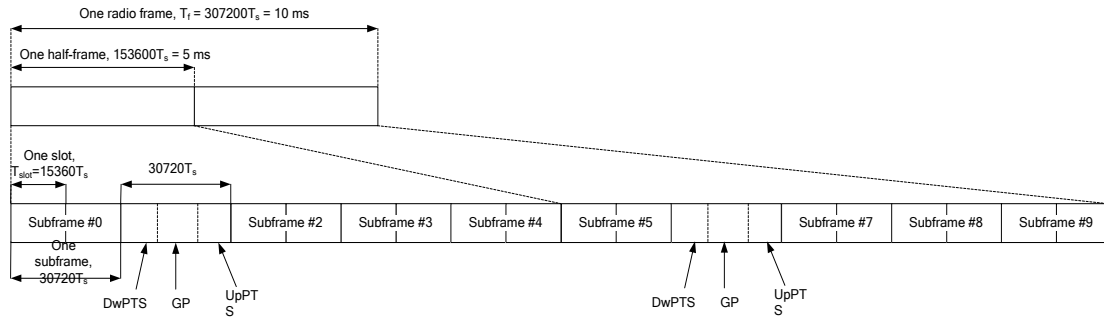 One radio frame, Tf = 307200Ts = 10 ms
One half-frame, 153600Ts = 5 ms
One slot,
Tslot=15360Ts
30720Ts
Subframe #0
Subframe #2
Subframe #3
Subframe #4
Subframe #5
Subframe #7
Subframe #8
Subframe #9
One
subframe,
30720Ts
DwPTS
GP
UpPT
S
DwPTS
GP
UpPT
S